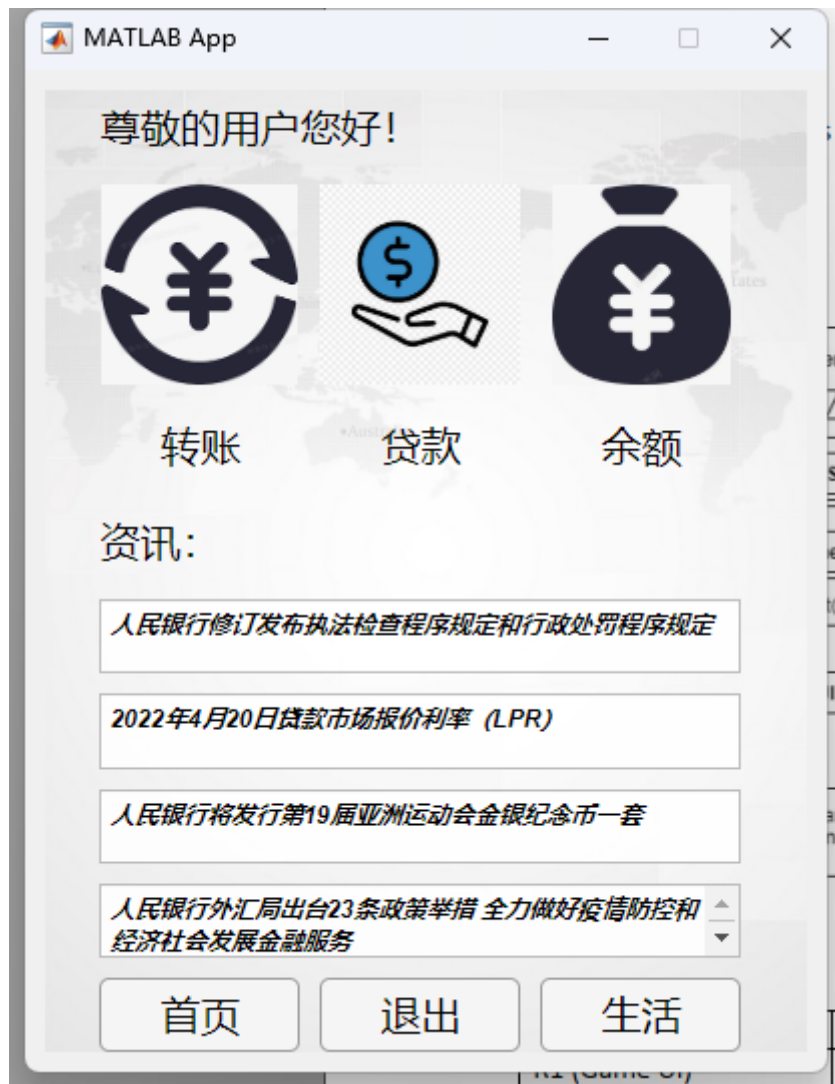 MATLAB App
尊敬的用户您好!
转账
贷款
余额
资讯:
人民银行修订发布执法检查程序规定和行政处罚程序规定
2022年4月20日贷款市场报价利率 (LPR)
人民银行将发行第19届亚洲运动会金银纪念币一套
人民银行外汇局出台23条政策举措 全力做好疫情防控和
经济社会发展金融服务
首页
退出
生活